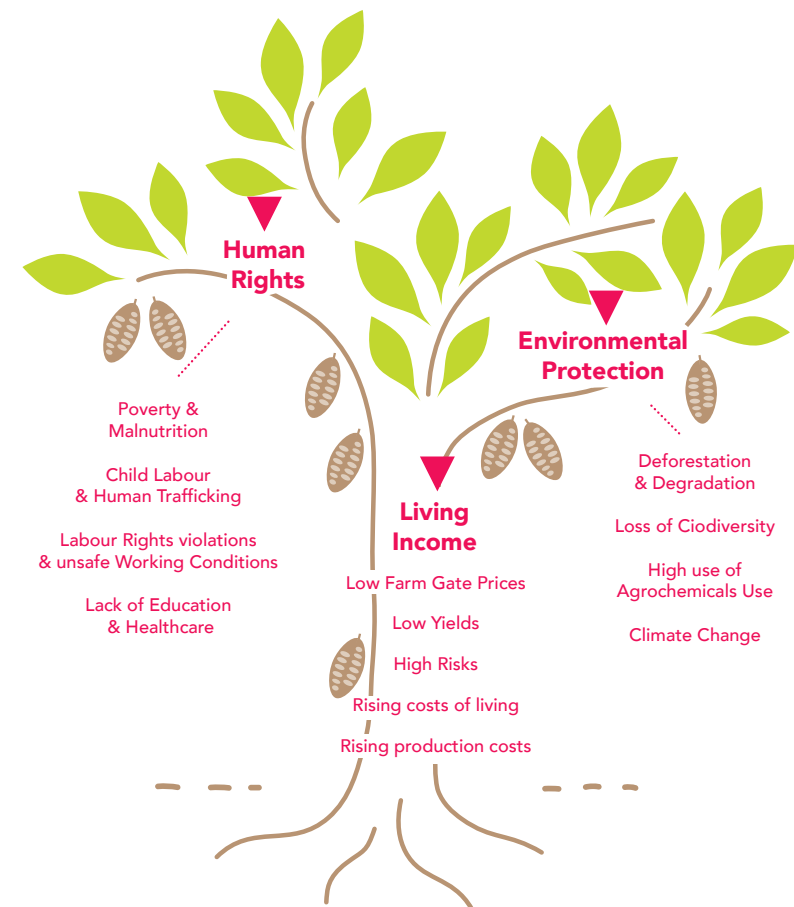 Human
Rights
Poverty &
Malnutrition
Child Labour
& Human Trafficking
Labour Rights violations
& unsafe Working Conditions
Lack of Education
& Healthcare
Living
Income
Low Farm Gate Prices
Low Yields
High Risks
Rising costs of living
Rising production costs
Environmental
Protection
Deforestation
& Degradation
Loss of Ciodiversity
High use of
Agrochemicals Use
Climate Change